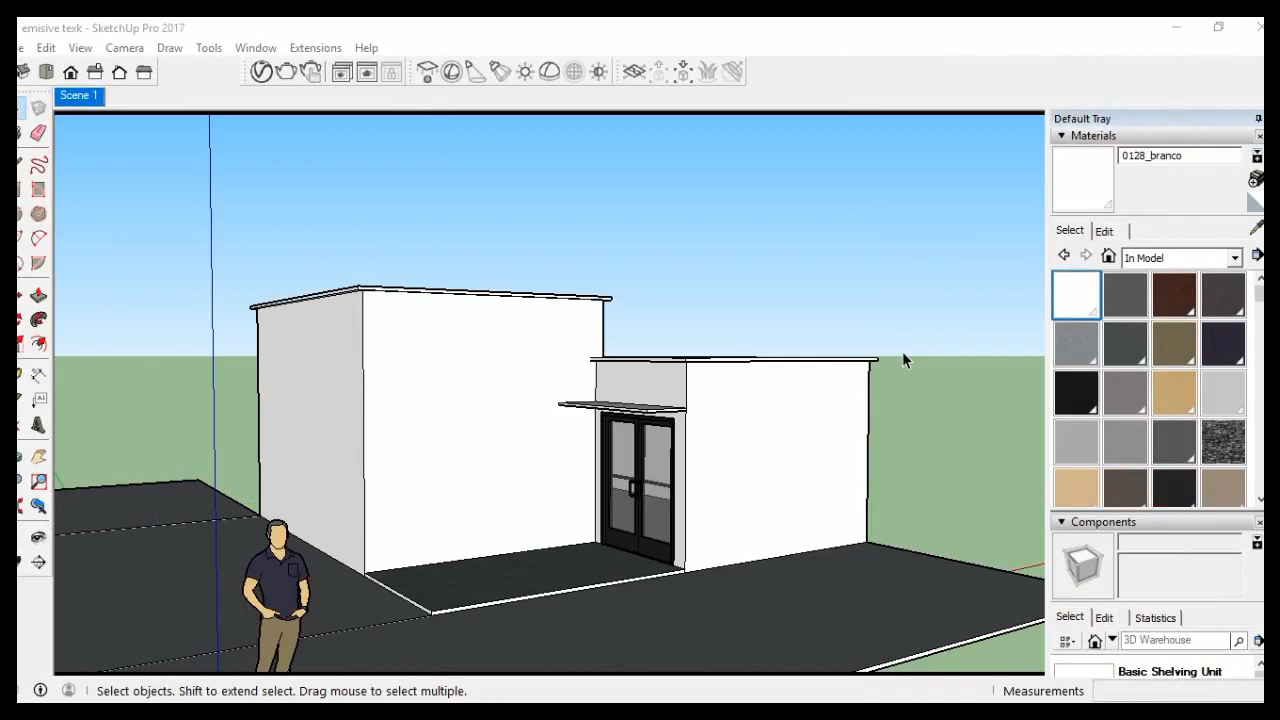 emisive texk - SketchUp Pro 2017
e Edit View Camera Draw Tools Window Extensions Help
Scene 1
Default Tray
Materials
0128_branco
Select Edit
In Model
Components
Select Edit Statistics
3D Warehouse
Basic Shelving Unit
Select objects. Shift to extend select. Drag mouse to select multiple.
Measurements